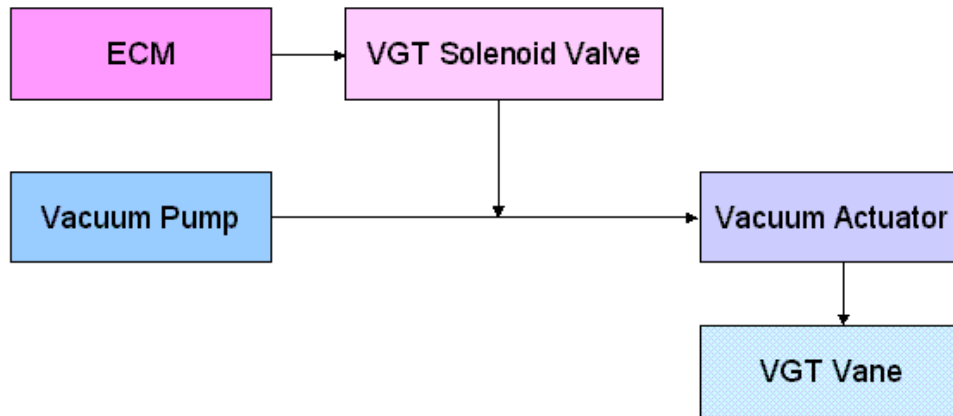 ECM
VGT Solenoid Valve
Vacuum Pump
Vacuum Actuator
VGT Vane